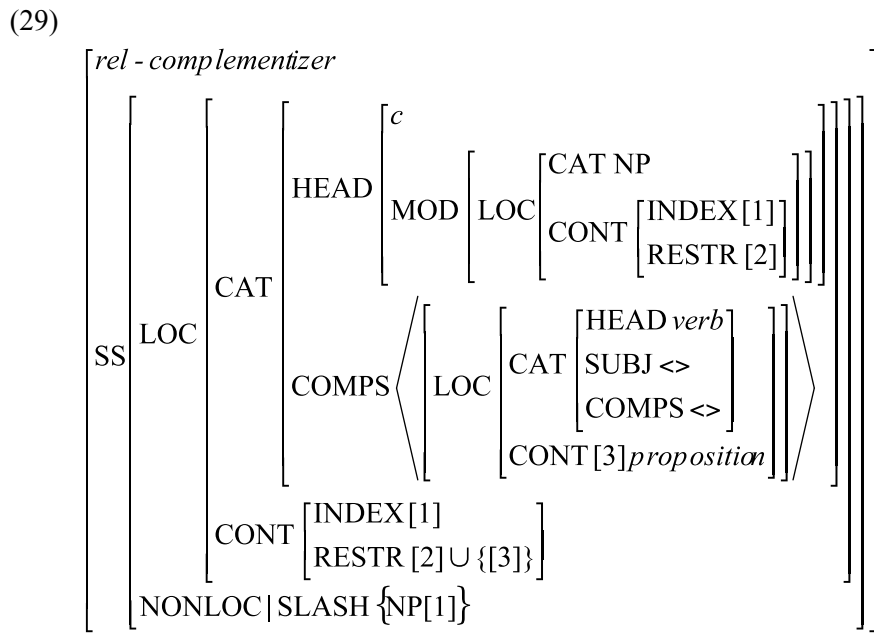 (29)
rel - complementizer
c
CAT NP
HEAD
MOD [LOC
INDEX [1]
CONT
RESTR [2]
CAT
HEAD verb
LOC
CAT
SUBJ <>
SS
COMPS
LOC
COMPS <>
CONT [3] proposition
INDEX [1]
CONT
RESTR [2] ∪ {[3]}
NONLOC | SLASH {NP[1]}